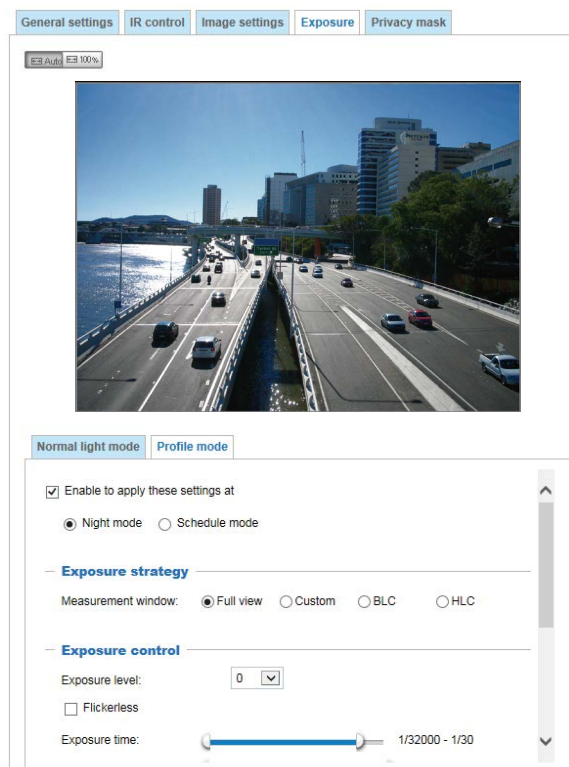 General settings IR control Image settings Exposure Privacy mask
Auto 100%
Normal light mode Profile mode
Enable to apply these settings at
Night mode Schedule mode
Exposure strategy
Measurement window: Full view Custom BLC HLC
Exposure control
Exposure level: 0
Flickerless
Exposure time: 1/32000 - 1/30